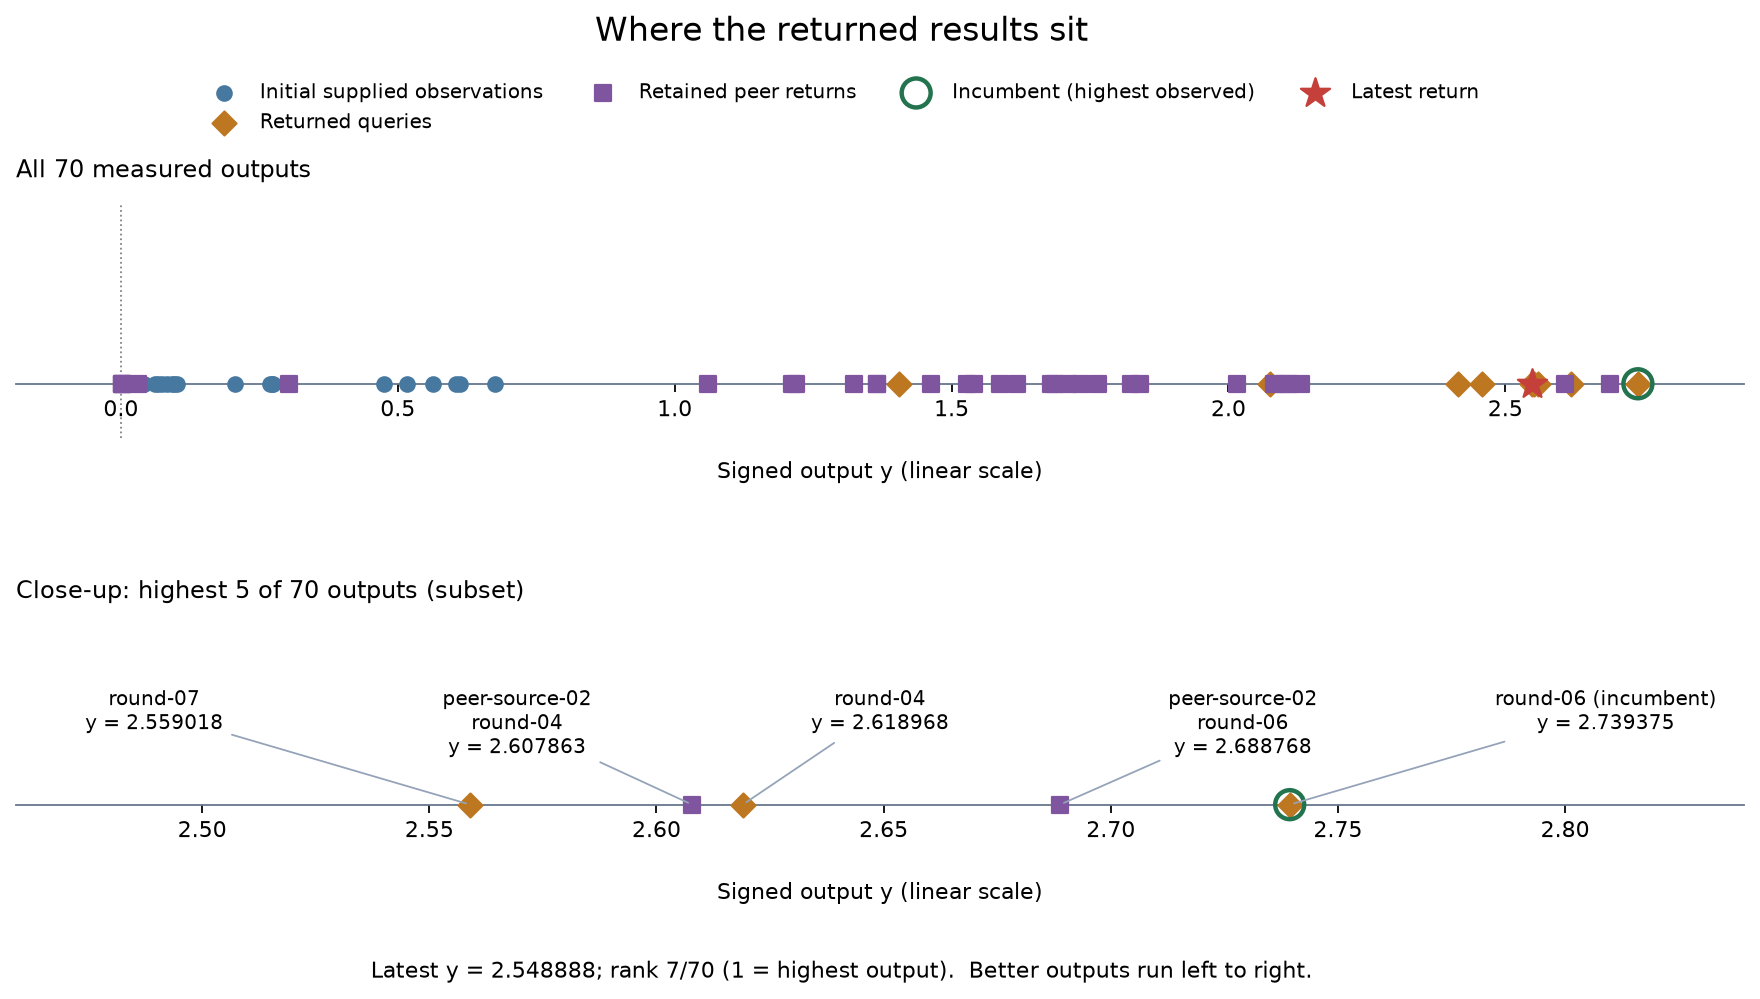 Where the returned results sit
Initial supplied observations
Retained peer returns
Incumbent (highest observed)
Latest return
Returned queries
All 70 measured outputs
0.0 0.5 1.0 1.5 2.0 2.5
Signed output y (linear scale)
Close-up: highest 5 of 70 outputs (subset)
round-07
y = 2.559018
peer-source-02
round-04
y = 2.607863
round-04
y = 2.618968
peer-source-02
round-06
y = 2.688768
round-06 (incumbent)
y = 2.739375
2.50 2.55 2.60 2.65 2.70 2.75 2.80
Signed output y (linear scale)
Latest y = 2.548888; rank 7/70 (1 = highest output).  Better outputs run left to right.